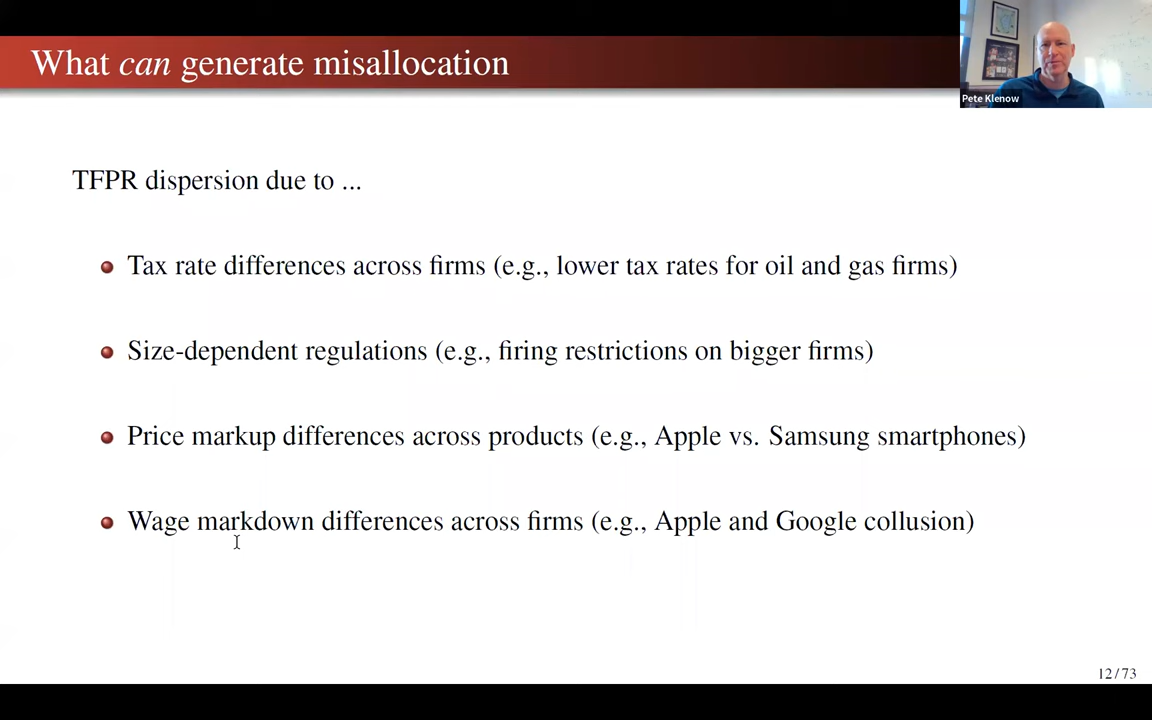 What can generate misallocation
Pete Klenow
TFPR dispersion due to ...
Tax rate differences across firms (e.g., lower tax rates for oil and gas firms)
Size-dependent regulations (e.g., firing restrictions on bigger firms)
Price markup differences across products (e.g., Apple vs. Samsung smartphones)
Wage markdown differences across firms (e.g., Apple and Google collusion)
12/73